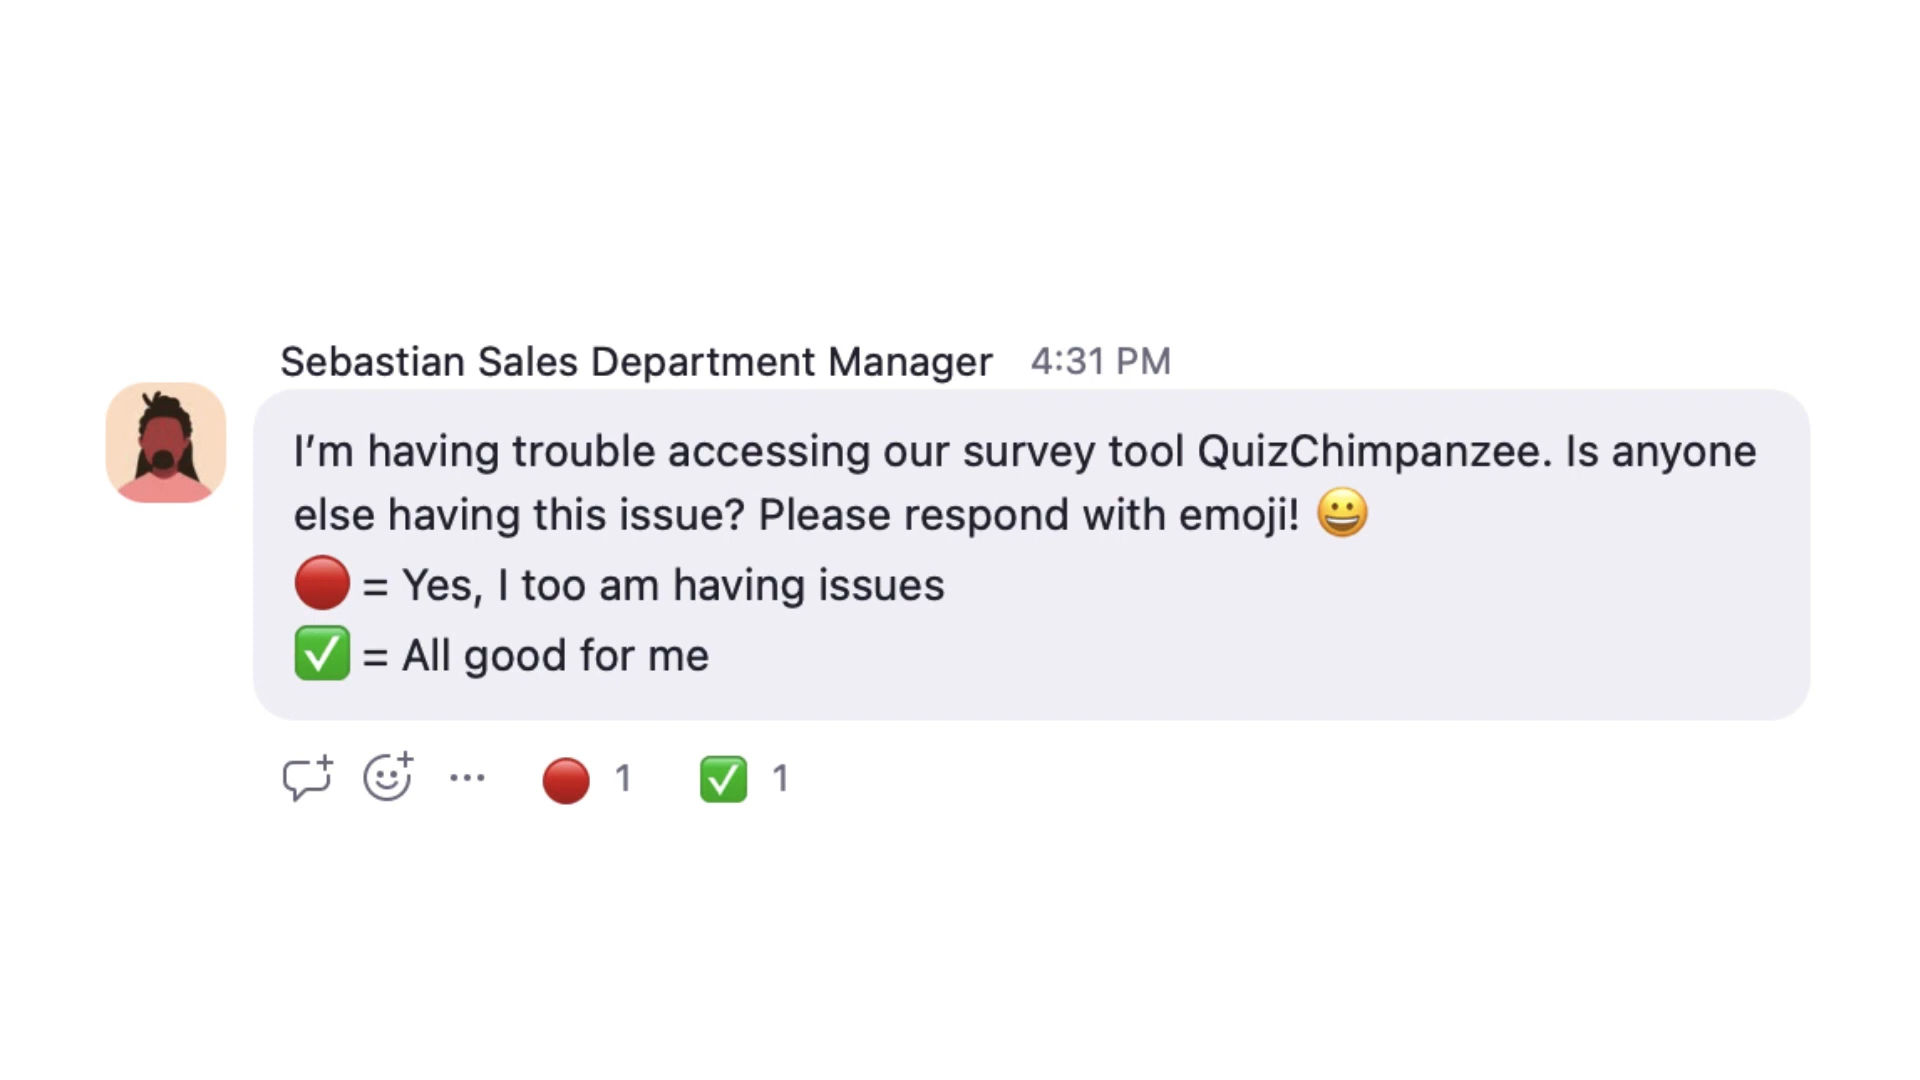 Sebastian Sales Department Manager 4:31 PM
I’m having trouble accessing our survey tool QuizChimpanzee. Is anyone
else having this issue? Please respond with emoji! 😀
🔴 = Yes, I too am having issues
✅ = All good for me
🔴 1 ✅ 1